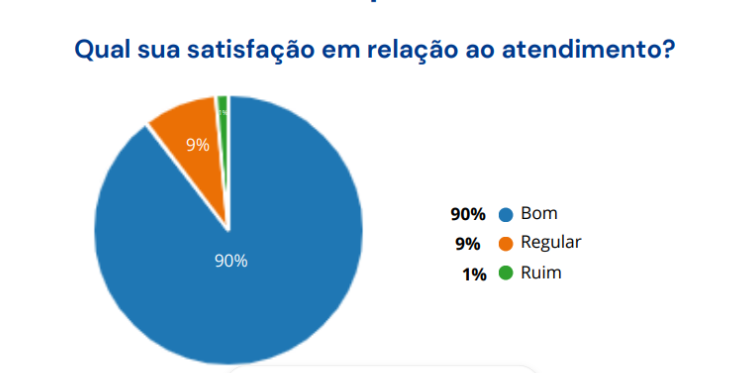 Qual sua satisfação em relação ao atendimento?
9%
90%
90% Bom
9% Regular
1% Ruim